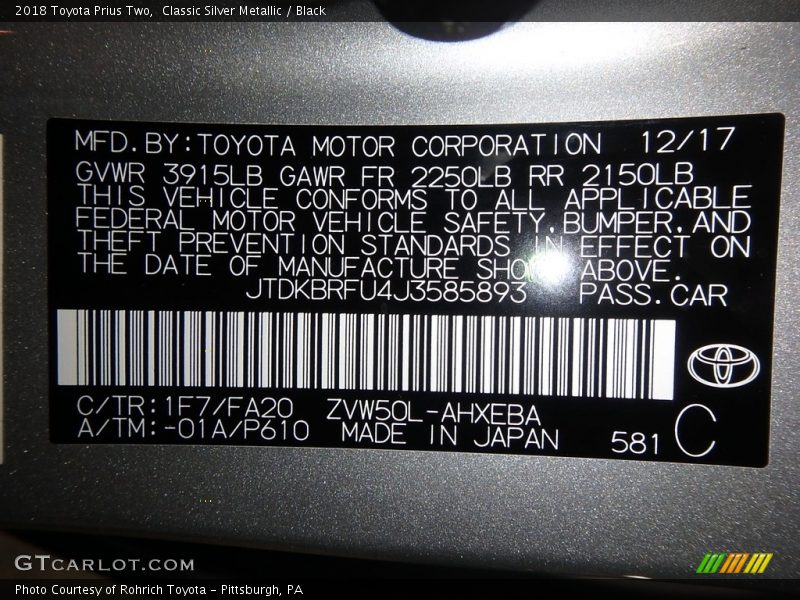 2018 Toyota Prius Two,  Classic Silver Metallic / Black
MFD.BY:TOYOTA MOTOR CORPORATION 12/17
GVWR 3915LB GAWR FR 2250LB RR 2150LB
THIS VEHICLE CONFORMS TO ALL APPLICABLE
FEDERAL MOTOR VEHICLE SAFETY,BUMPER,AND
THEFT PREVENTION STANDARDS IN EFFECT ON
THE DATE OF MANUFACTURE ABOVE.
JTDKBRFU4J3585893 PASS.CAR
C/TR:1F7/FA20 ZVW50L-AHXEBA
A/TM:-01A/P610 MADE IN JAPAN 581 C
GTCARLOT.COM
Photo Courtesy of Rohrich Toyota - Pittsburgh, PA